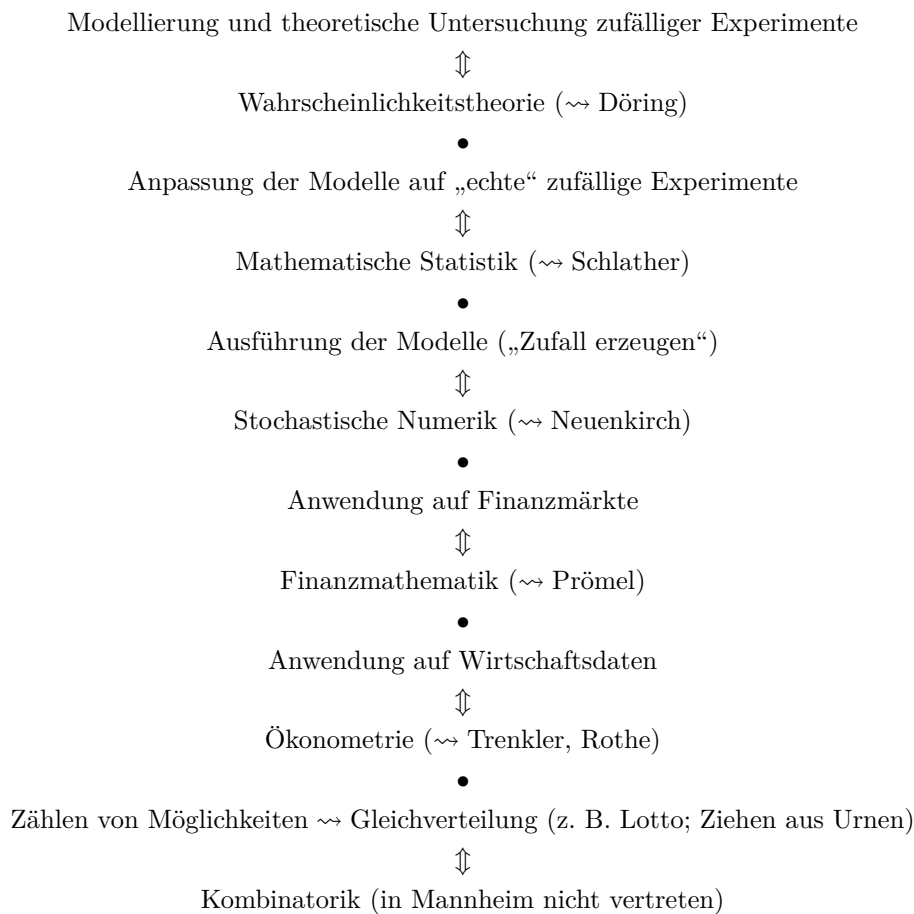 Modellierung und theoretische Untersuchung zufälliger Experimente
⇕
Wahrscheinlichkeitstheorie (⇝ Döring)
•
Anpassung der Modelle auf „echte“ zufällige Experimente
⇕
Mathematische Statistik (⇝ Schlather)
•
Ausführung der Modelle („Zufall erzeugen“)
⇕
Stochastische Numerik (⇝ Neuenkirch)
•
Anwendung auf Finanzmärkte
⇕
Finanzmathematik (⇝ Prömel)
•
Anwendung auf Wirtschaftsdaten
⇕
Ökonometrie (⇝ Trenkler, Rothe)
•
Zählen von Möglichkeiten ⇝ Gleichverteilung (z. B. Lotto; Ziehen aus Urnen)
⇕
Kombinatorik (in Mannheim nicht vertreten)